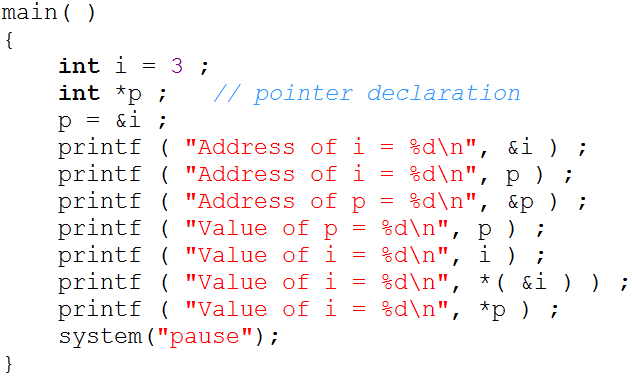 main( )
{
    int i = 3 ;
    int *p ;   // pointer declaration
    p = &i ;
    printf ( "Address of i = %d\n", &i ) ;
    printf ( "Address of i = %d\n", p ) ;
    printf ( "Address of p = %d\n", &p ) ;
    printf ( "Value of p = %d\n", p ) ;
    printf ( "Value of i = %d\n", i ) ;
    printf ( "Value of i = %d\n", *( &i ) ) ;
    printf ( "Value of i = %d\n", *p ) ;
    system("pause");
}